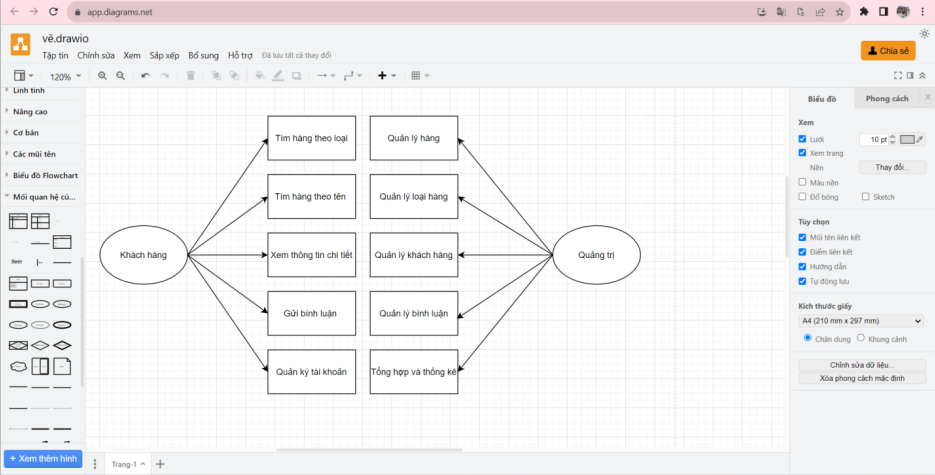 app.diagrams.net
vẽ.drawio
Tập tin Chỉnh sửa Xem Sắp xếp Bổ sung Hỗ trợ Đã lưu tất cả thay đổi
Chia sẻ
120%
Linh tinh
Nâng cao
Cơ bản
Các mũi tên
Biểu đồ Flowchart
Mối quan hệ củ...
Item
+ Xem thêm hình
Tìm hàng theo loại
Tìm hàng theo tên
Xem thông tin chi tiết
Gửi bình luận
Quản ký tài khoản
Khách hàng
Quản lý hàng
Quản lý loại hàng
Quản lý khách hàng
Quản lý bình luận
Tổng hợp và thống kê
Quảng trị
Trang-1
Biểu đồ Phong cách
Xem
Lưới 10 pt
Xem trang
Nền Thay đổi...
Màu nền
Đổ bóng Sketch
Tùy chọn
Mũi tên liên kết
Điểm liên kết
Hướng dẫn
Tự động lưu
Kích thước giấy
A4 (210 mm x 297 mm)
Chân dung Khung cảnh
Chỉnh sửa dữ liệu...
Xóa phong cách mặc định